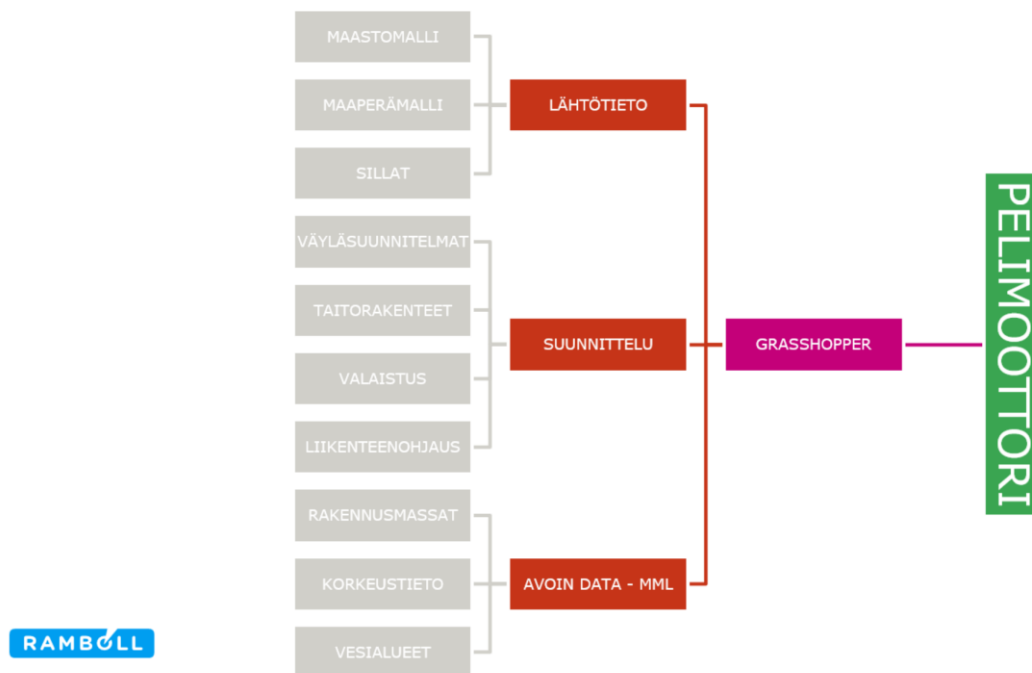 MAASTOMALLI
MAAPERÄMALLI
SILLAT
LÄHTÖTIETO
VÄYLÄSUUNNITELMAT
TAITORAKENTEET
VALAISTUS
LIIKENTEENOHJAUS
SUUNNITTELU
RAKENNUSMASSAT
KORKEUSTIETO
VESIALUEET
AVOIN DATA - MML
GRASSHOPPER
PELIMOOTTORI
RAMBOLL